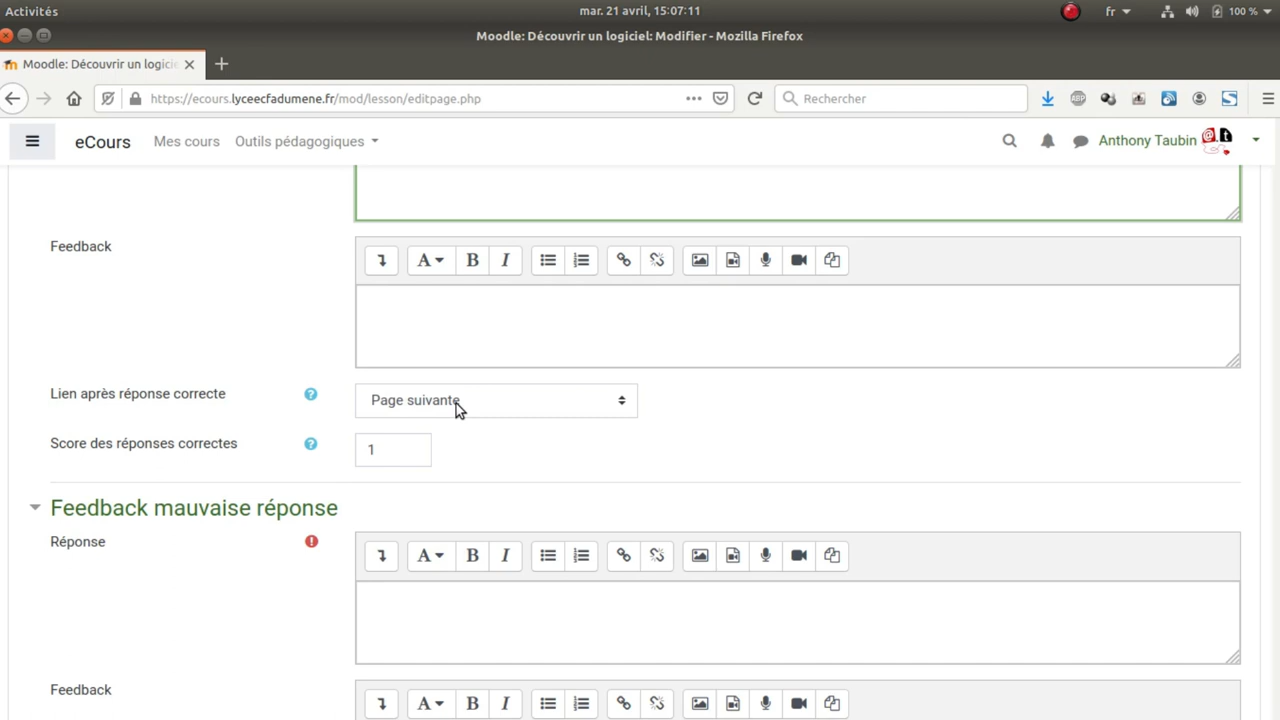 Activités
mar. 21 avril, 15:07:11
fr
100 %
Moodle: Découvrir un logiciel: Modifier - Mozilla Firefox
Moodle: Découvrir un logicie
https://ecours.lyceecfadumene.fr/mod/lesson/editpage.php
Rechercher
ABP
S
eCours
Mes cours
Outils pédagogiques
Anthony Taubin
Feedback
A B I
Lien après réponse correcte
Page suivante
Score des réponses correctes
1
Feedback mauvaise réponse
Réponse
A B I
Feedback
A B I